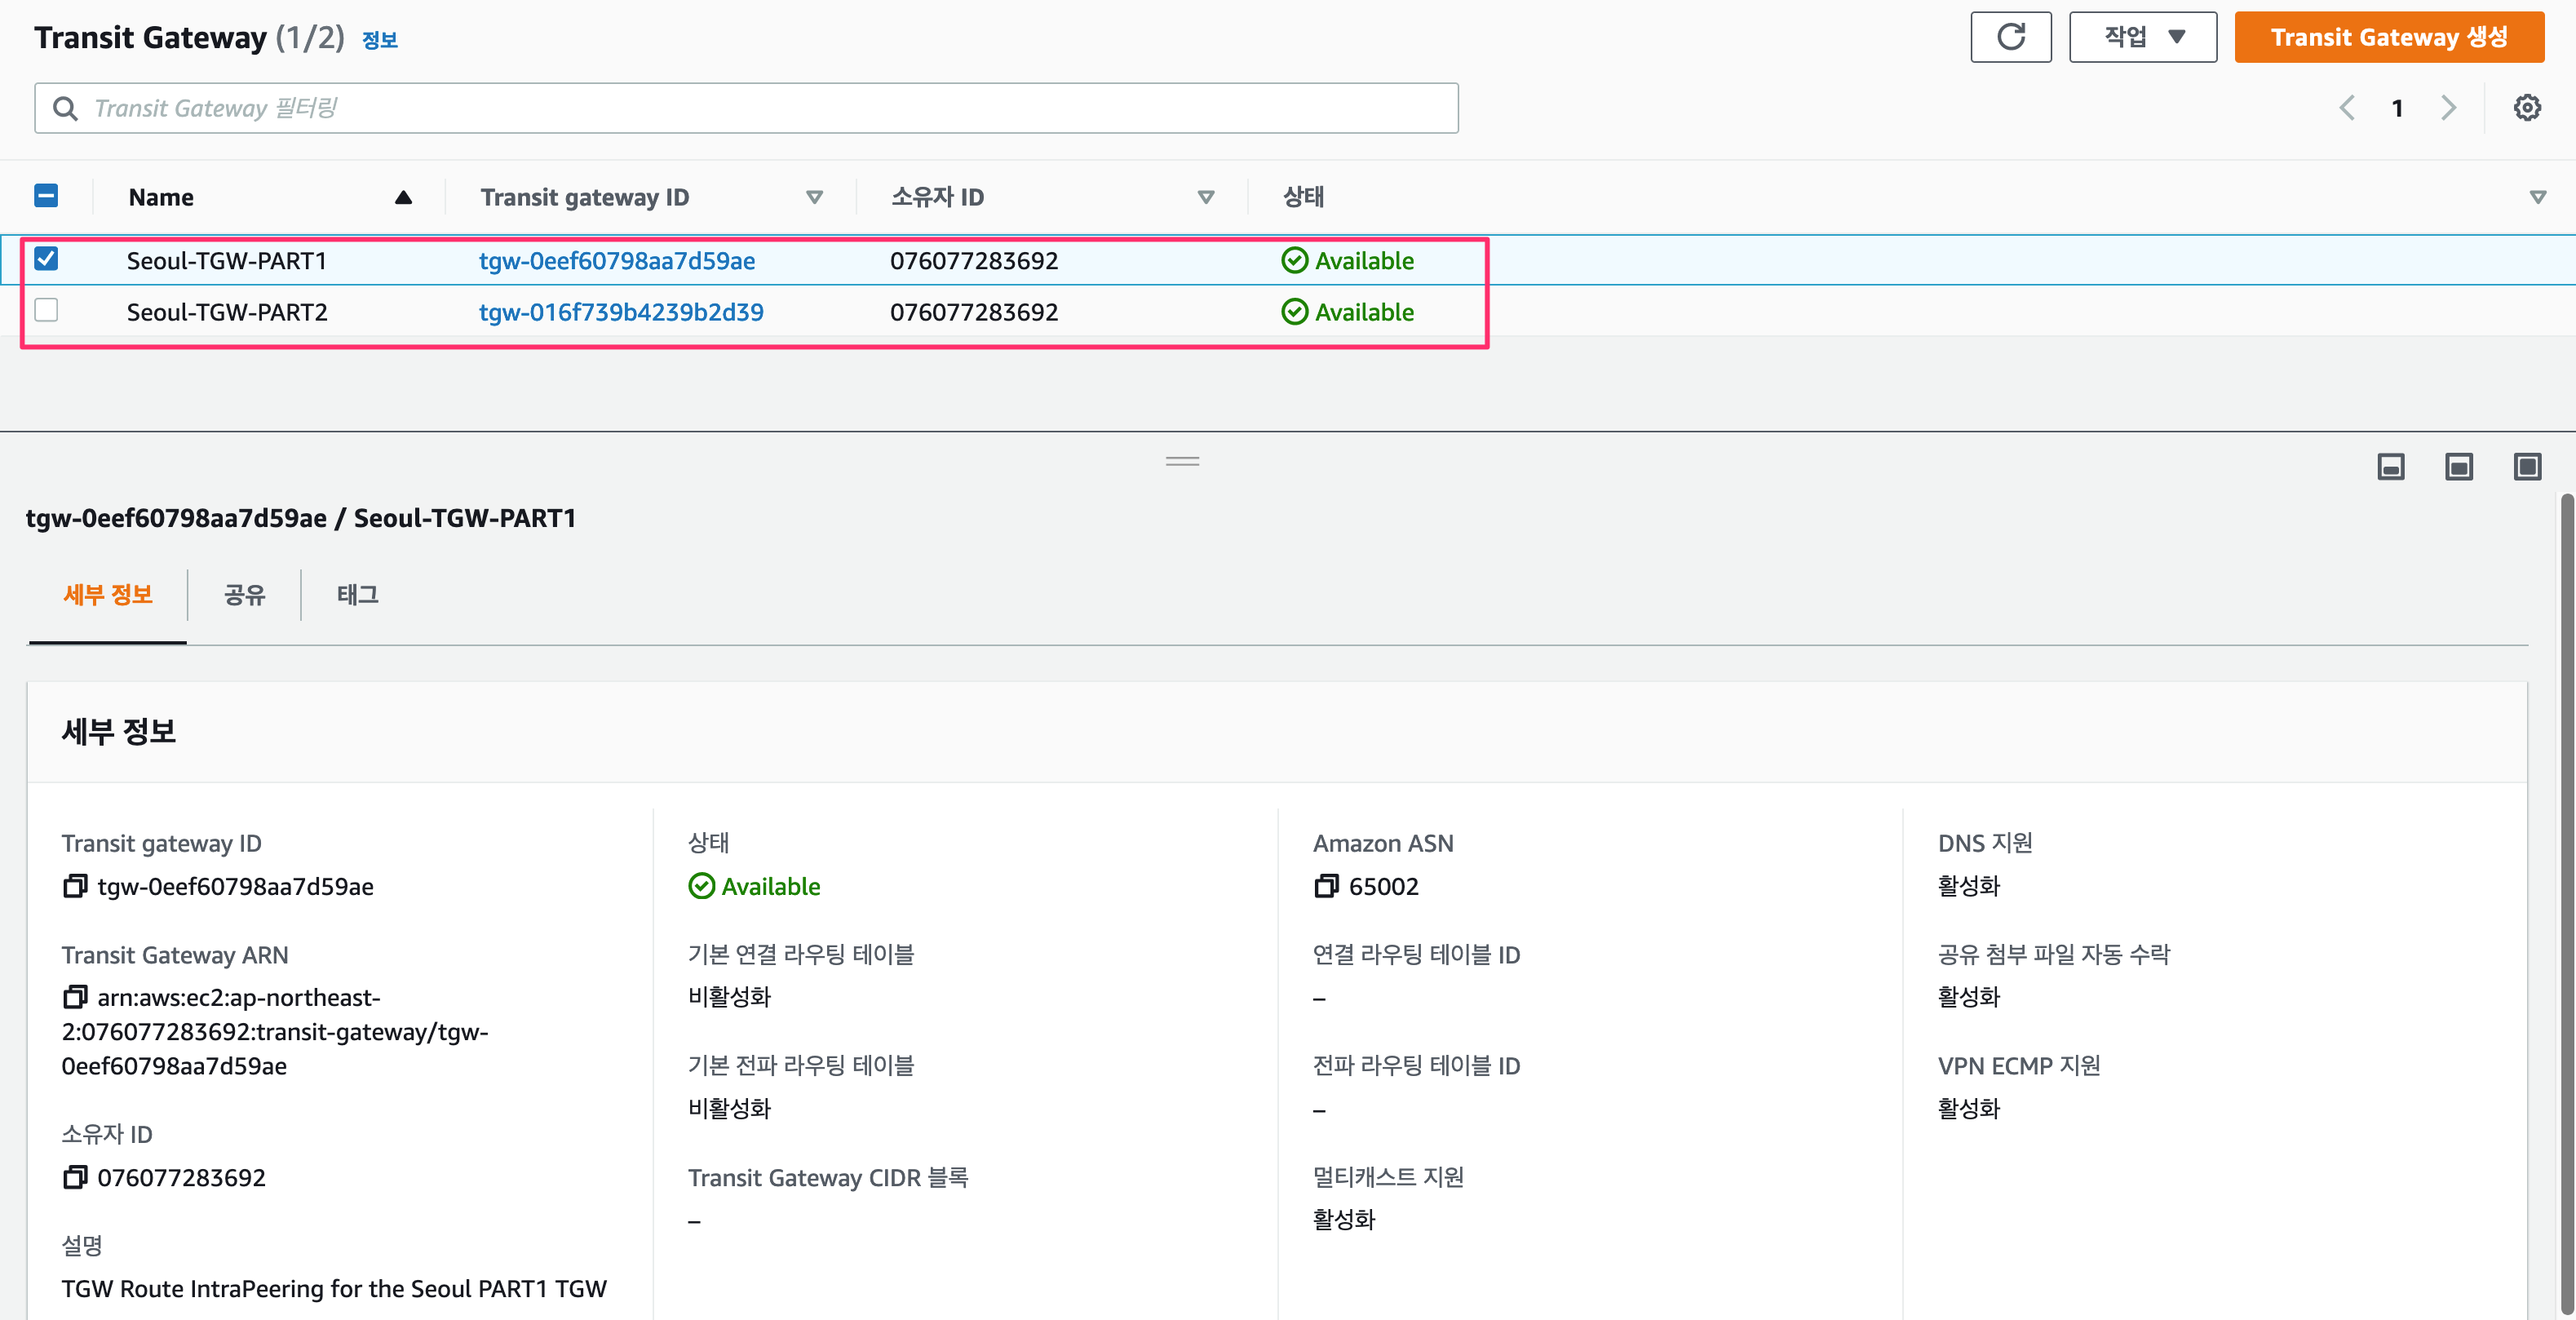 Transit Gateway (1/2) 정보
작업
Transit Gateway 생성
Transit Gateway 필터링
1
Name Transit gateway ID 소유자 ID 상태
Seoul-TGW-PART1 tgw-0eef60798aa7d59ae 076077283692 Available
Seoul-TGW-PART2 tgw-016f739b4239b2d39 076077283692 Available
tgw-0eef60798aa7d59ae / Seoul-TGW-PART1
세부 정보 공유 태그
세부 정보
Transit gateway ID
tgw-0eef60798aa7d59ae
Transit Gateway ARN
arn:aws:ec2:ap-northeast-
2:076077283692:transit-gateway/tgw-
0eef60798aa7d59ae
소유자 ID
076077283692
설명
TGW Route IntraPeering for the Seoul PART1 TGW
상태
Available
기본 연결 라우팅 테이블
비활성화
기본 전파 라우팅 테이블
비활성화
Transit Gateway CIDR 블록
–
Amazon ASN
65002
연결 라우팅 테이블 ID
–
전파 라우팅 테이블 ID
–
멀티캐스트 지원
활성화
DNS 지원
활성화
공유 첨부 파일 자동 수락
활성화
VPN ECMP 지원
활성화